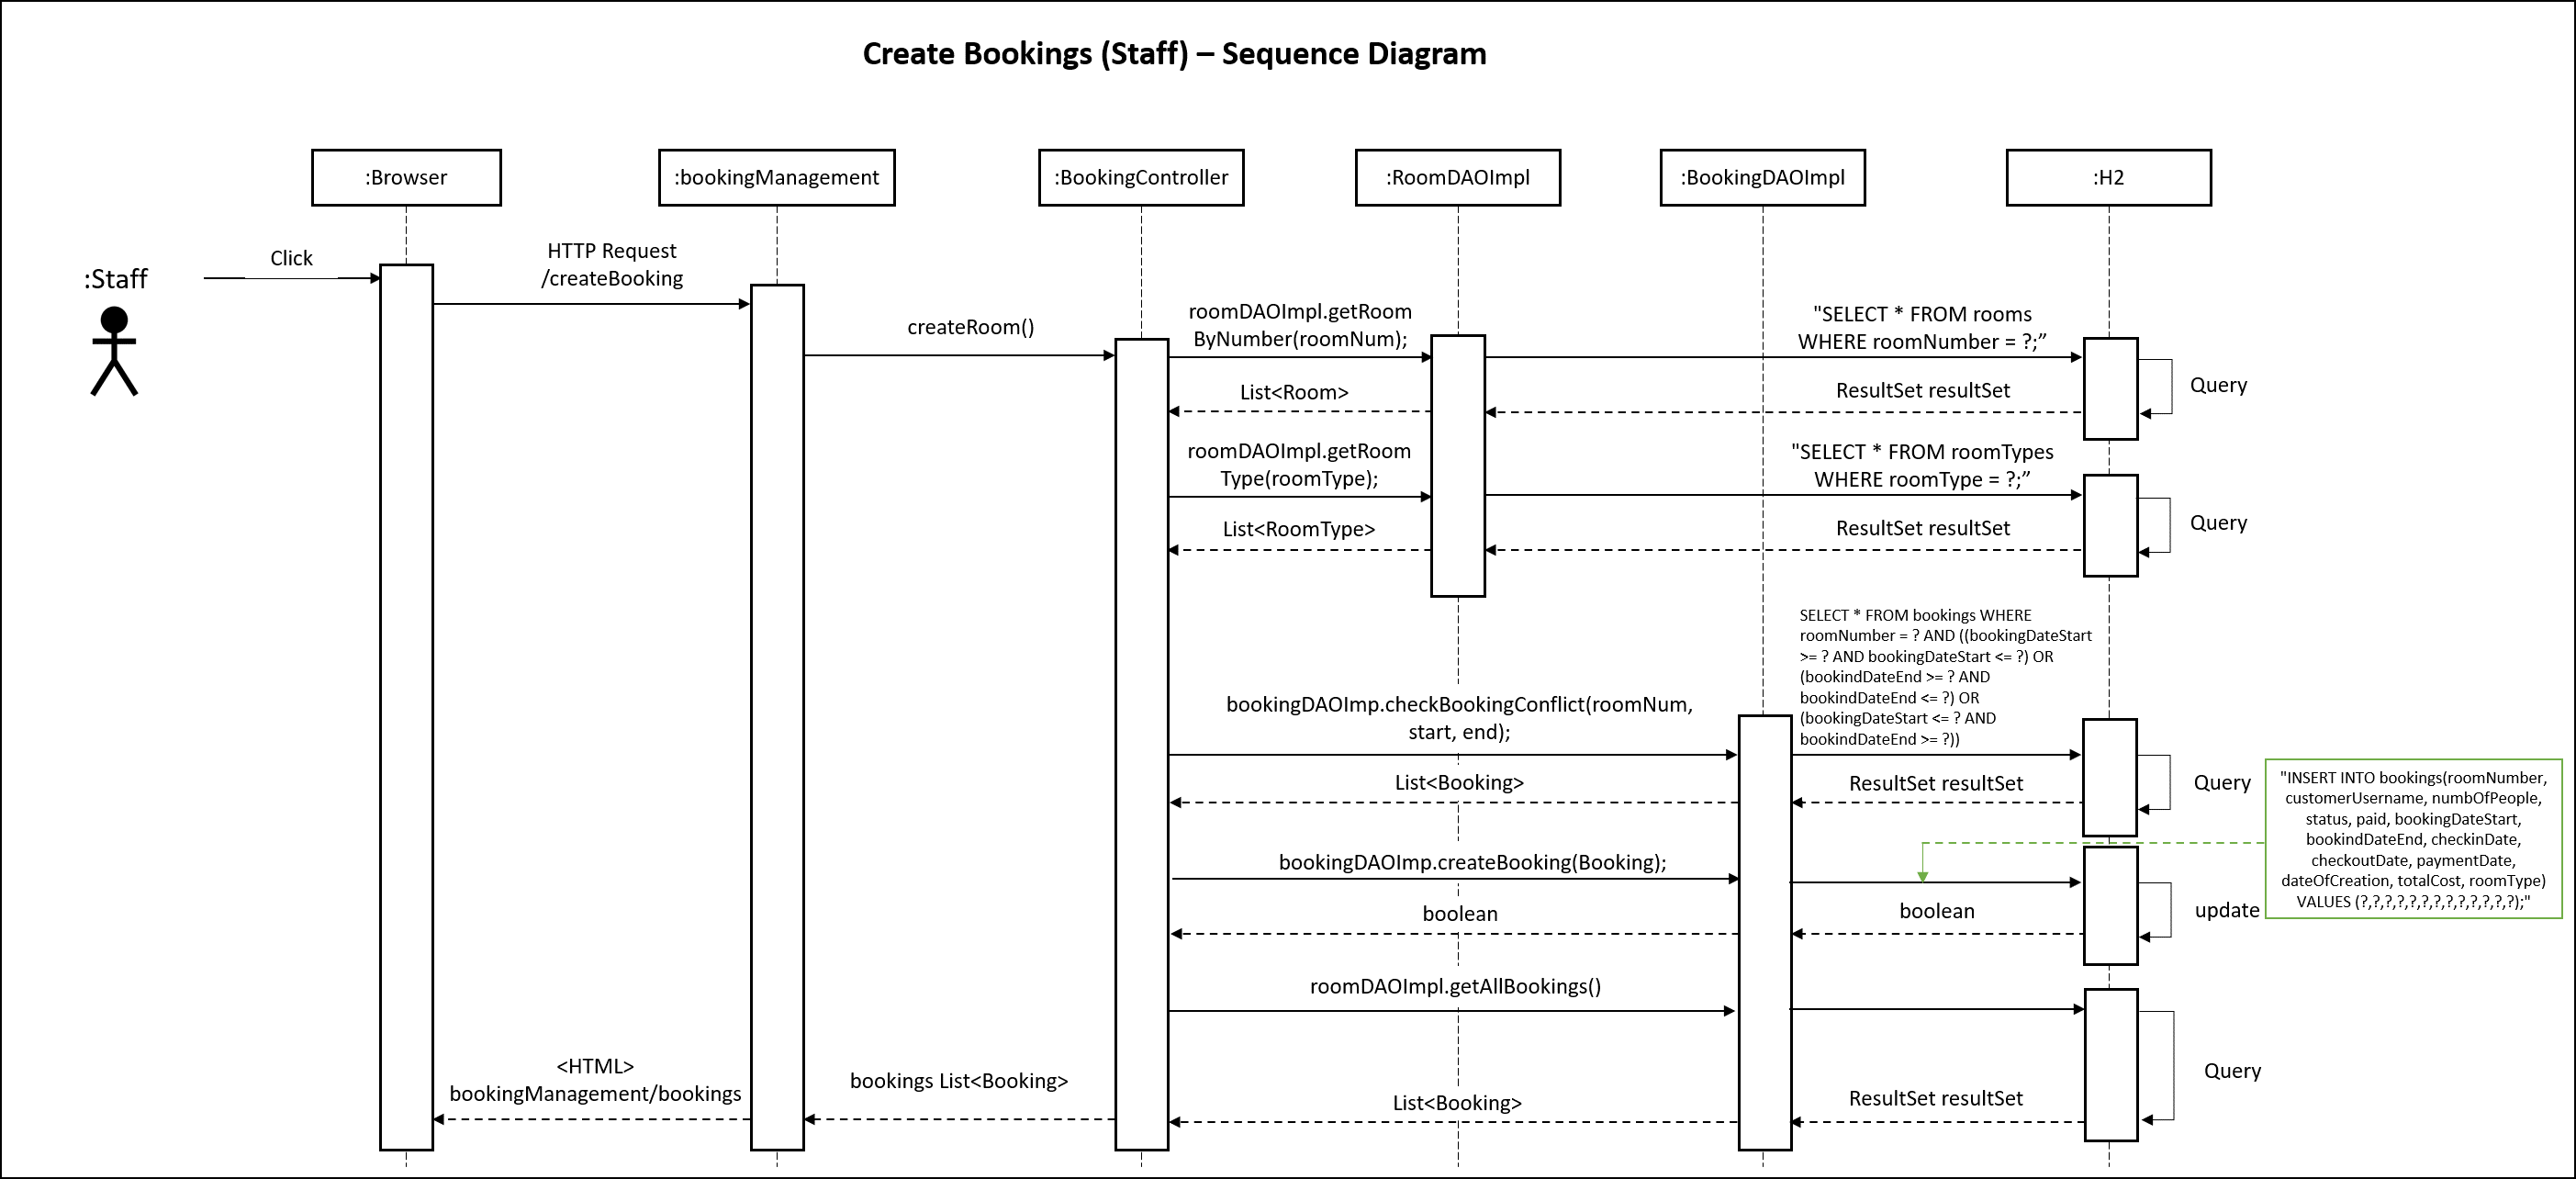 Create Bookings (Staff) – Sequence Diagram
:Browser
:bookingManagement
:BookingController
:RoomDAOImpl
:BookingDAOImpl
:H2
:Staff
Click
HTTP Request
/createBooking
createRoom()
roomDAOImpl.getRoom
ByNumber(roomNum);
"SELECT * FROM rooms
WHERE roomNumber = ?;”
Query
List<Room>
ResultSet resultSet
roomDAOImpl.getRoom
Type(roomType);
"SELECT * FROM roomTypes
WHERE roomType = ?;”
Query
List<RoomType>
ResultSet resultSet
SELECT * FROM bookings WHERE
roomNumber = ? AND ((bookingDateStart
>= ? AND bookingDateStart <= ?) OR
(bookindDateEnd >= ? AND
bookindDateEnd <= ?) OR
(bookingDateStart <= ? AND
bookindDateEnd >= ?))
bookingDAOImp.checkBookingConflict(roomNum,
start, end);
List<Booking>
ResultSet resultSet
Query
"INSERT INTO bookings(roomNumber,
customerUsername, numbOfPeople,
status, paid, bookingDateStart,
bookindDateEnd, checkinDate,
checkoutDate, paymentDate,
dateOfCreation, totalCost, roomType)
VALUES (?,?,?,?,?,?,?,?,?,?,?,?,?);"
bookingDAOImp.createBooking(Booking);
boolean
boolean
update
roomDAOImpl.getAllBookings()
Query
<HTML>
bookingManagement/bookings
bookings List<Booking>
List<Booking>
ResultSet resultSet